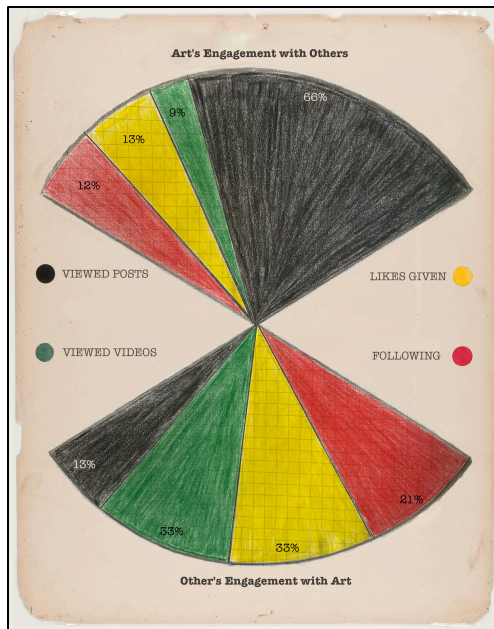 Art's Engagement with Others
66%
9%
13%
12%
VIEWED POSTS
LIKES GIVEN
VIEWED VIDEOS
FOLLOWING
13%
21%
33%
33%
Other's Engagement with Art